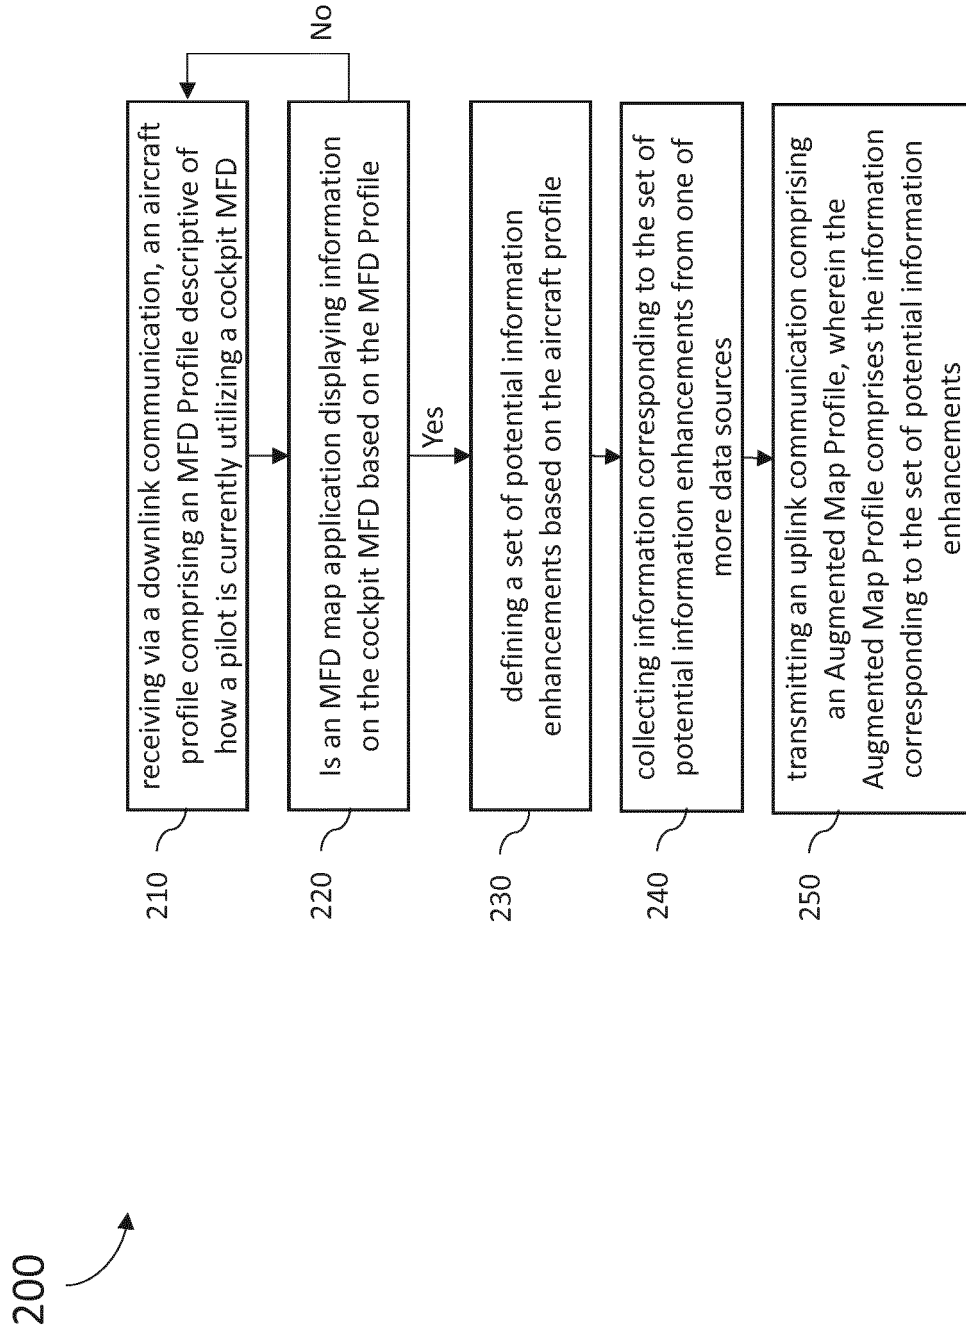 200
210
receiving via a downlink communication, an aircraft
profile comprising an MFD Profile descriptive of
how a pilot is currently utilizing a cockpit MFD
No
220
Is an MFD map application displaying information
on the cockpit MFD based on the MFD Profile
Yes
230
defining a set of potential information
enhancements based on the aircraft profile
240
collecting information corresponding to the set of
potential information enhancements from one of
more data sources
250
transmitting an uplink communication comprising
an Augmented Map Profile, wherein the
Augmented Map Profile comprises the information
corresponding to the set of potential information
enhancements